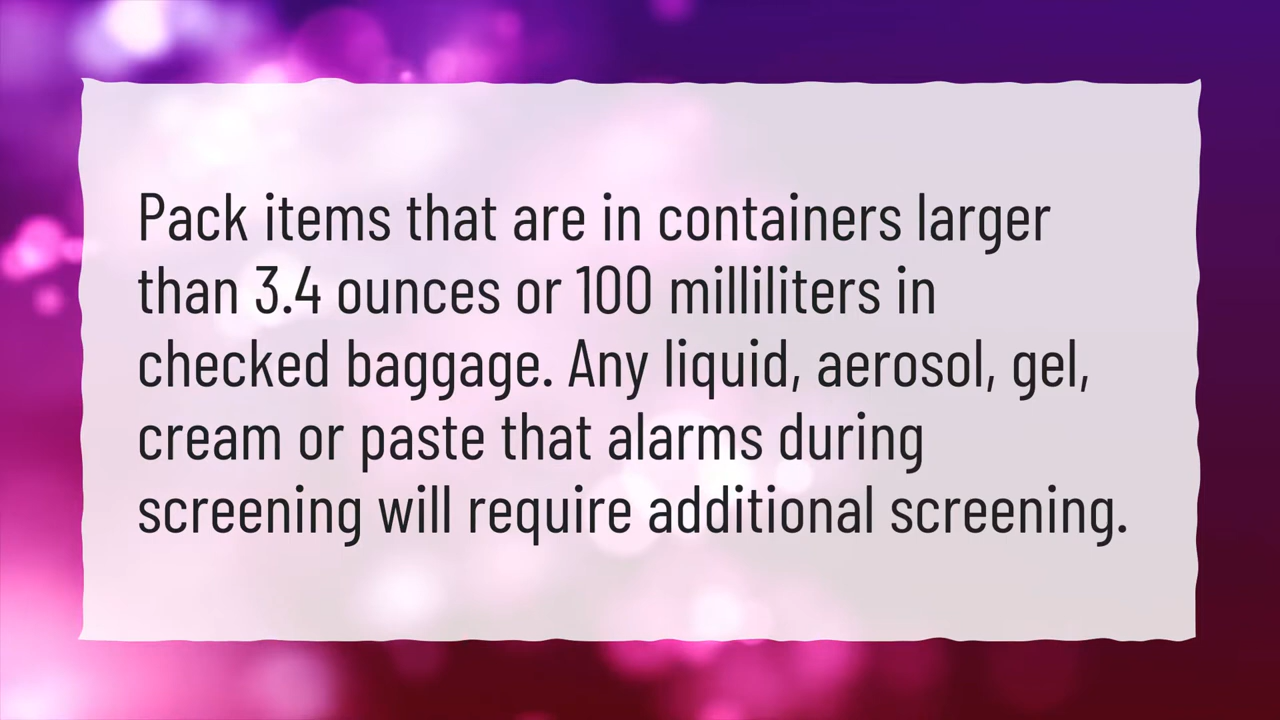 Pack items that are in containers larger
than 3.4 ounces or 100 milliliters in
checked baggage. Any liquid, aerosol, gel,
cream or paste that alarms during
screening will require additional screening.